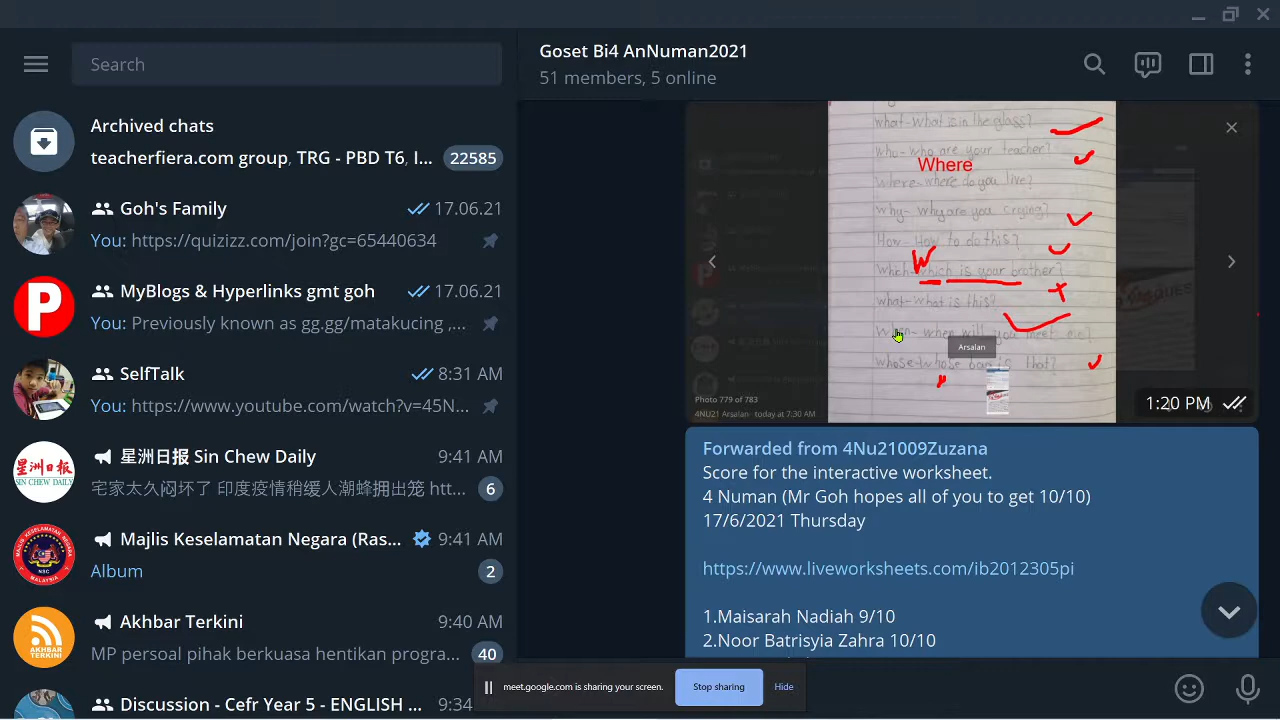 Search
Archived chats
teacherfiera.com group, TRG - PBD T6, I...
22585
Goh's Family
17.06.21
You: https://quizizz.com/join?gc=65440634
MyBlogs & Hyperlinks gmt goh
17.06.21
You: Previously known as gg.gg/matakucing ,...
SelfTalk
8:31 AM
You: https://www.youtube.com/watch?v=45N...
星洲日报 Sin Chew Daily
9:41 AM
宅家太久闷坏了 印度疫情稍缓人潮蜂拥出笼 htt...
6
Majlis Keselamatan Negara (Ras...
9:41 AM
Album
2
Akhbar Terkini
9:40 AM
MP persoal pihak berkuasa hentikan progra...
40
Discussion - Cefr Year 5 - ENGLISH ...
9:34
Goset Bi4 AnNuman2021
51 members, 5 online
what-What is in the glass?
who-who are your teacher?
Where
where-where do you live?
why-why are you crying?
How-How to do this?
W
which-which is your brother?
what-what is this?
When-when will you meet me?
Arsalan
whose-whose bag is that?
Photo 779 of 783
4NU21 Arsalan - today at 7:30 AM
1:20 PM
Forwarded from 4Nu21009Zuzana
Score for the interactive worksheet.
4 Numan (Mr Goh hopes all of you to get 10/10)
17/6/2021 Thursday
https://www.liveworksheets.com/ib2012305pi
1.Maisarah Nadiah 9/10
2.Noor Batrisyia Zahra 10/10
meet.google.com is sharing your screen.
Stop sharing
Hide